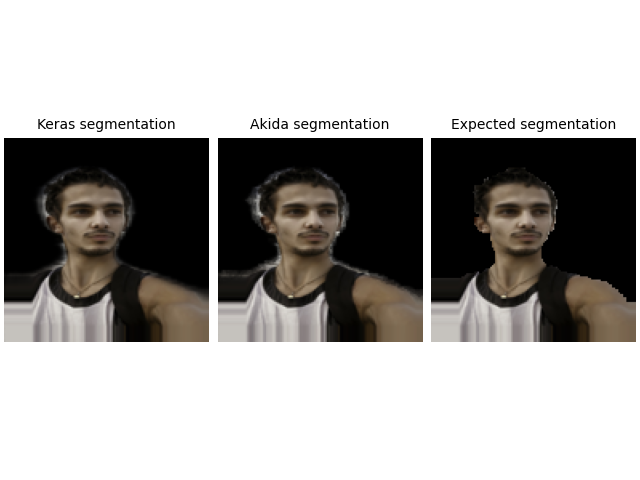 Keras segmentation
Akida segmentation
Expected segmentation